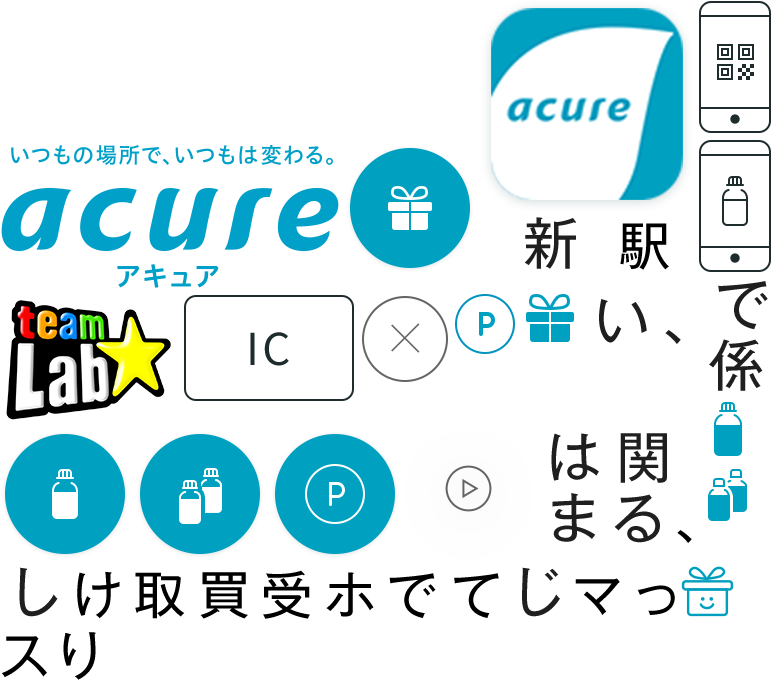 いつもの場所で、いつもは変わる。
acure
アキュア
acure
新 駅
い 、 で
係
team
Lab
IC
P
は 関
ま る 、
P
し け 取 買 受 ホ で て じ マ っ
ス り